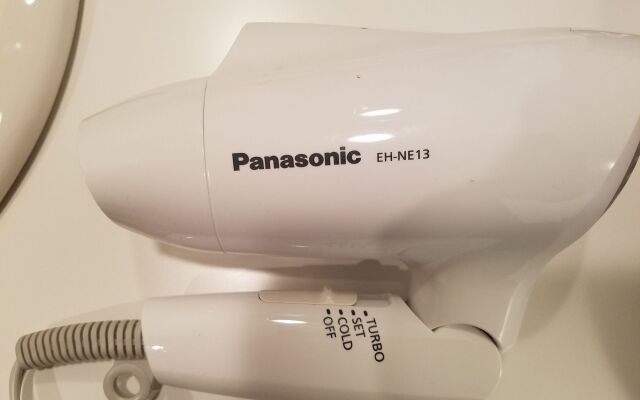 Panasonic EH-NE13
TURBO
SET
COLD
OFF